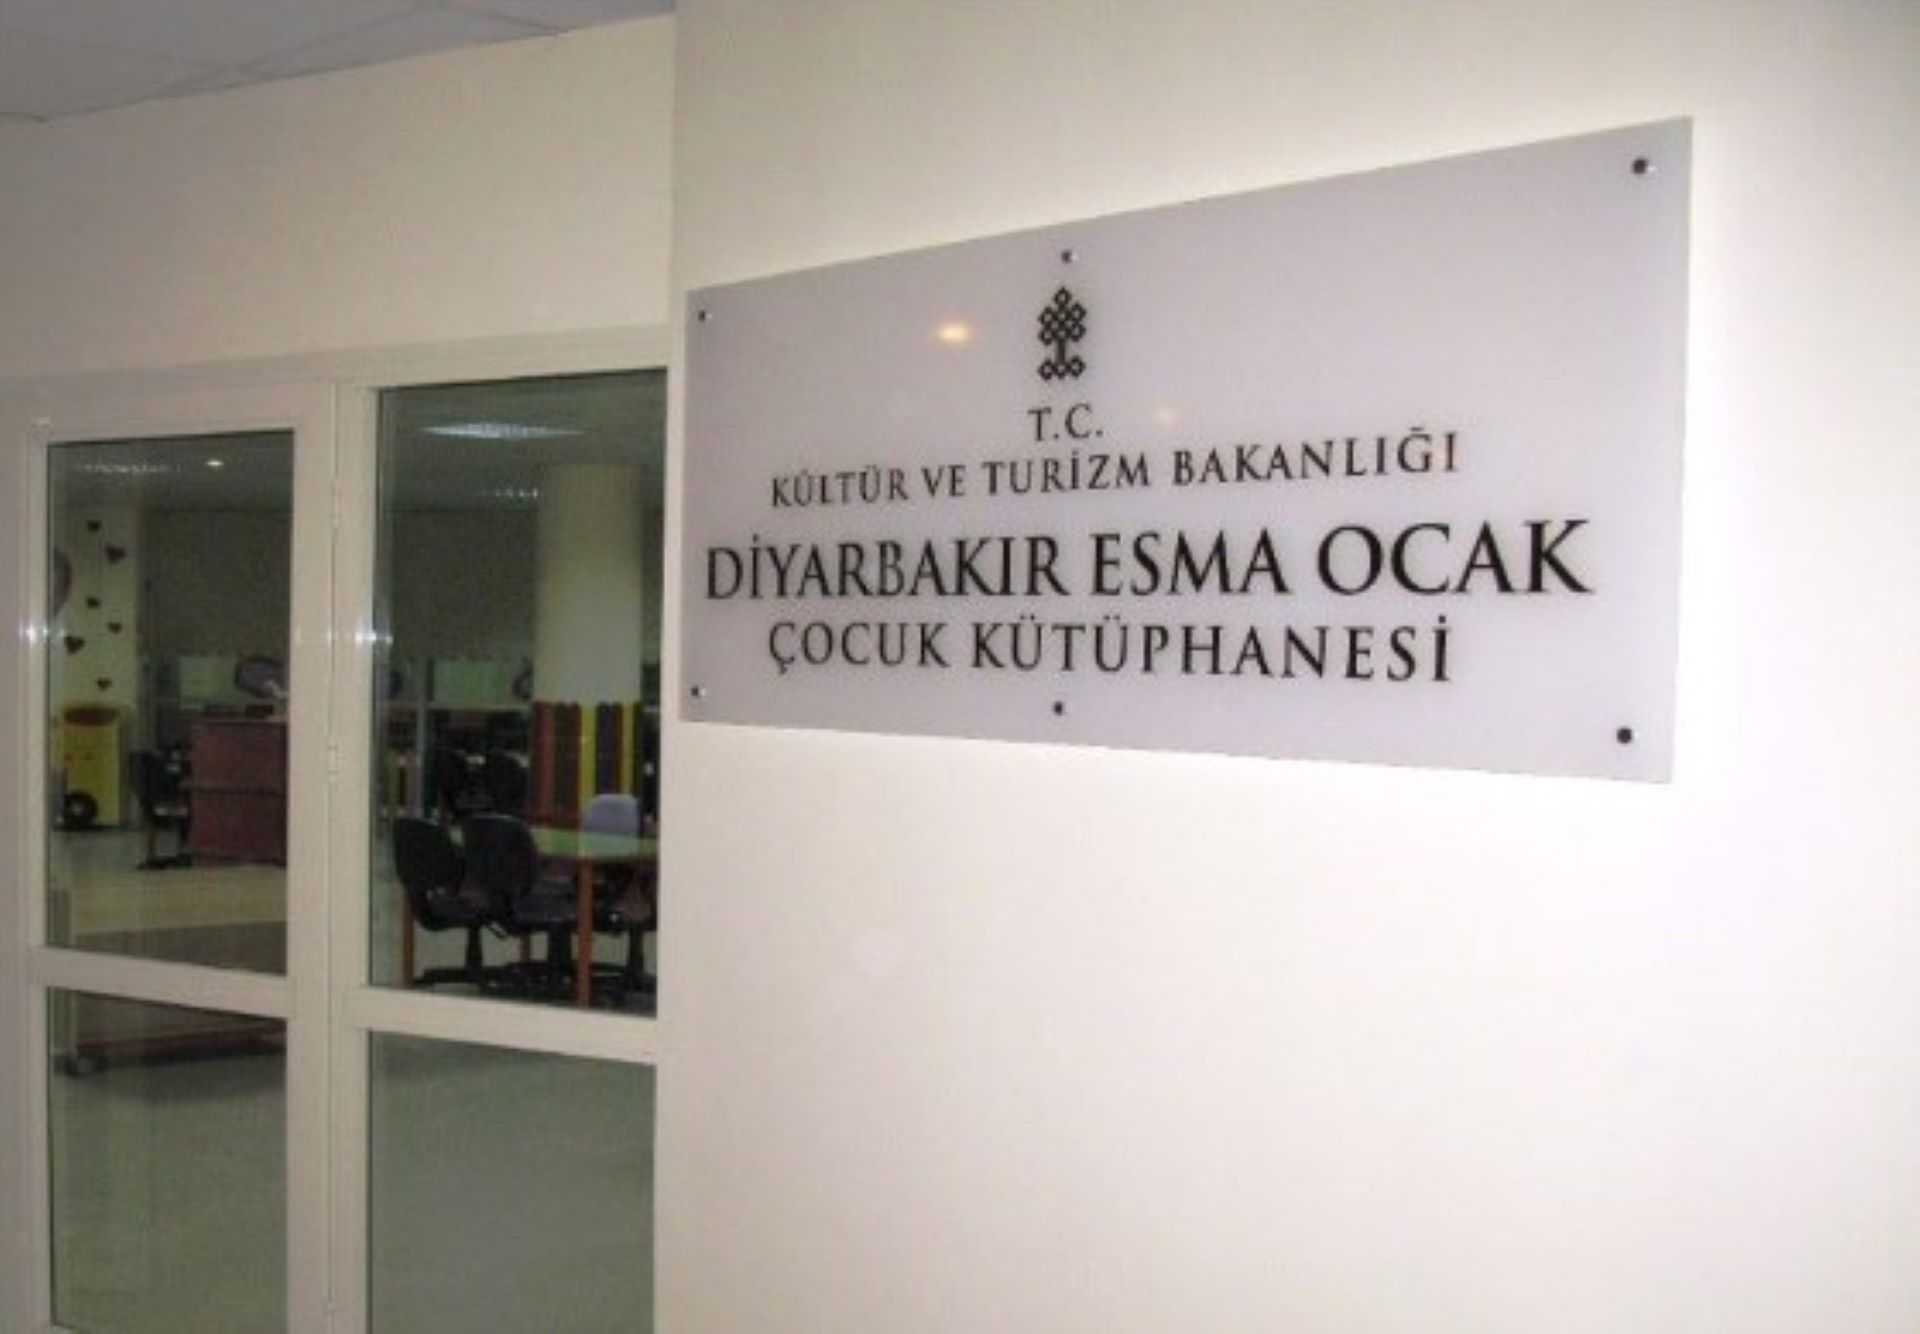 T.C.
KÜLTÜR VE TURİZM BAKANLIĞI
DİYARBAKIR ESMA OCAK
ÇOCUK KÜTÜPHANESİ